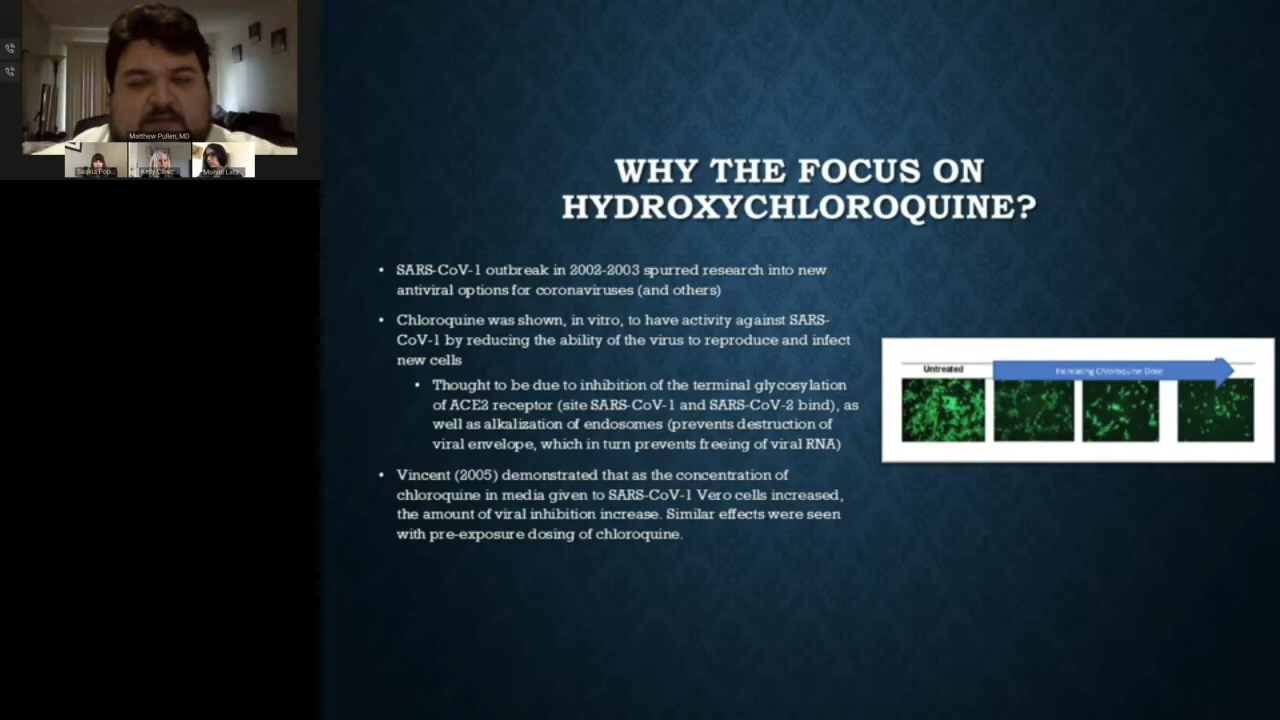 Matthew Pullen, MD
Saskia Pop...
Kelly Cawc...
Mohini Lata...
WHY THE FOCUS ON
HYDROXYCHLOROQUINE?
• SARS-CoV-1 outbreak in 2002-2003 spurred research into new
antiviral options for coronaviruses (and others)
• Chloroquine was shown, in vitro, to have activity against SARS-
CoV-1 by reducing the ability of the virus to reproduce and infect
new cells
• Thought to be due to inhibition of the terminal glycosylation
of ACE2 receptor (site SARS-CoV-1 and SARS-CoV-2 bind), as
well as alkalization of endosomes (prevents destruction of
viral envelope, which in turn prevents freeing of viral RNA)
• Vincent (2005) demonstrated that as the concentration of
chloroquine in media given to SARS-CoV-1 Vero cells increased,
the amount of viral inhibition increase. Similar effects were seen
with pre-exposure dosing of chloroquine.
Untreated
Increasing Chloroquine Dose